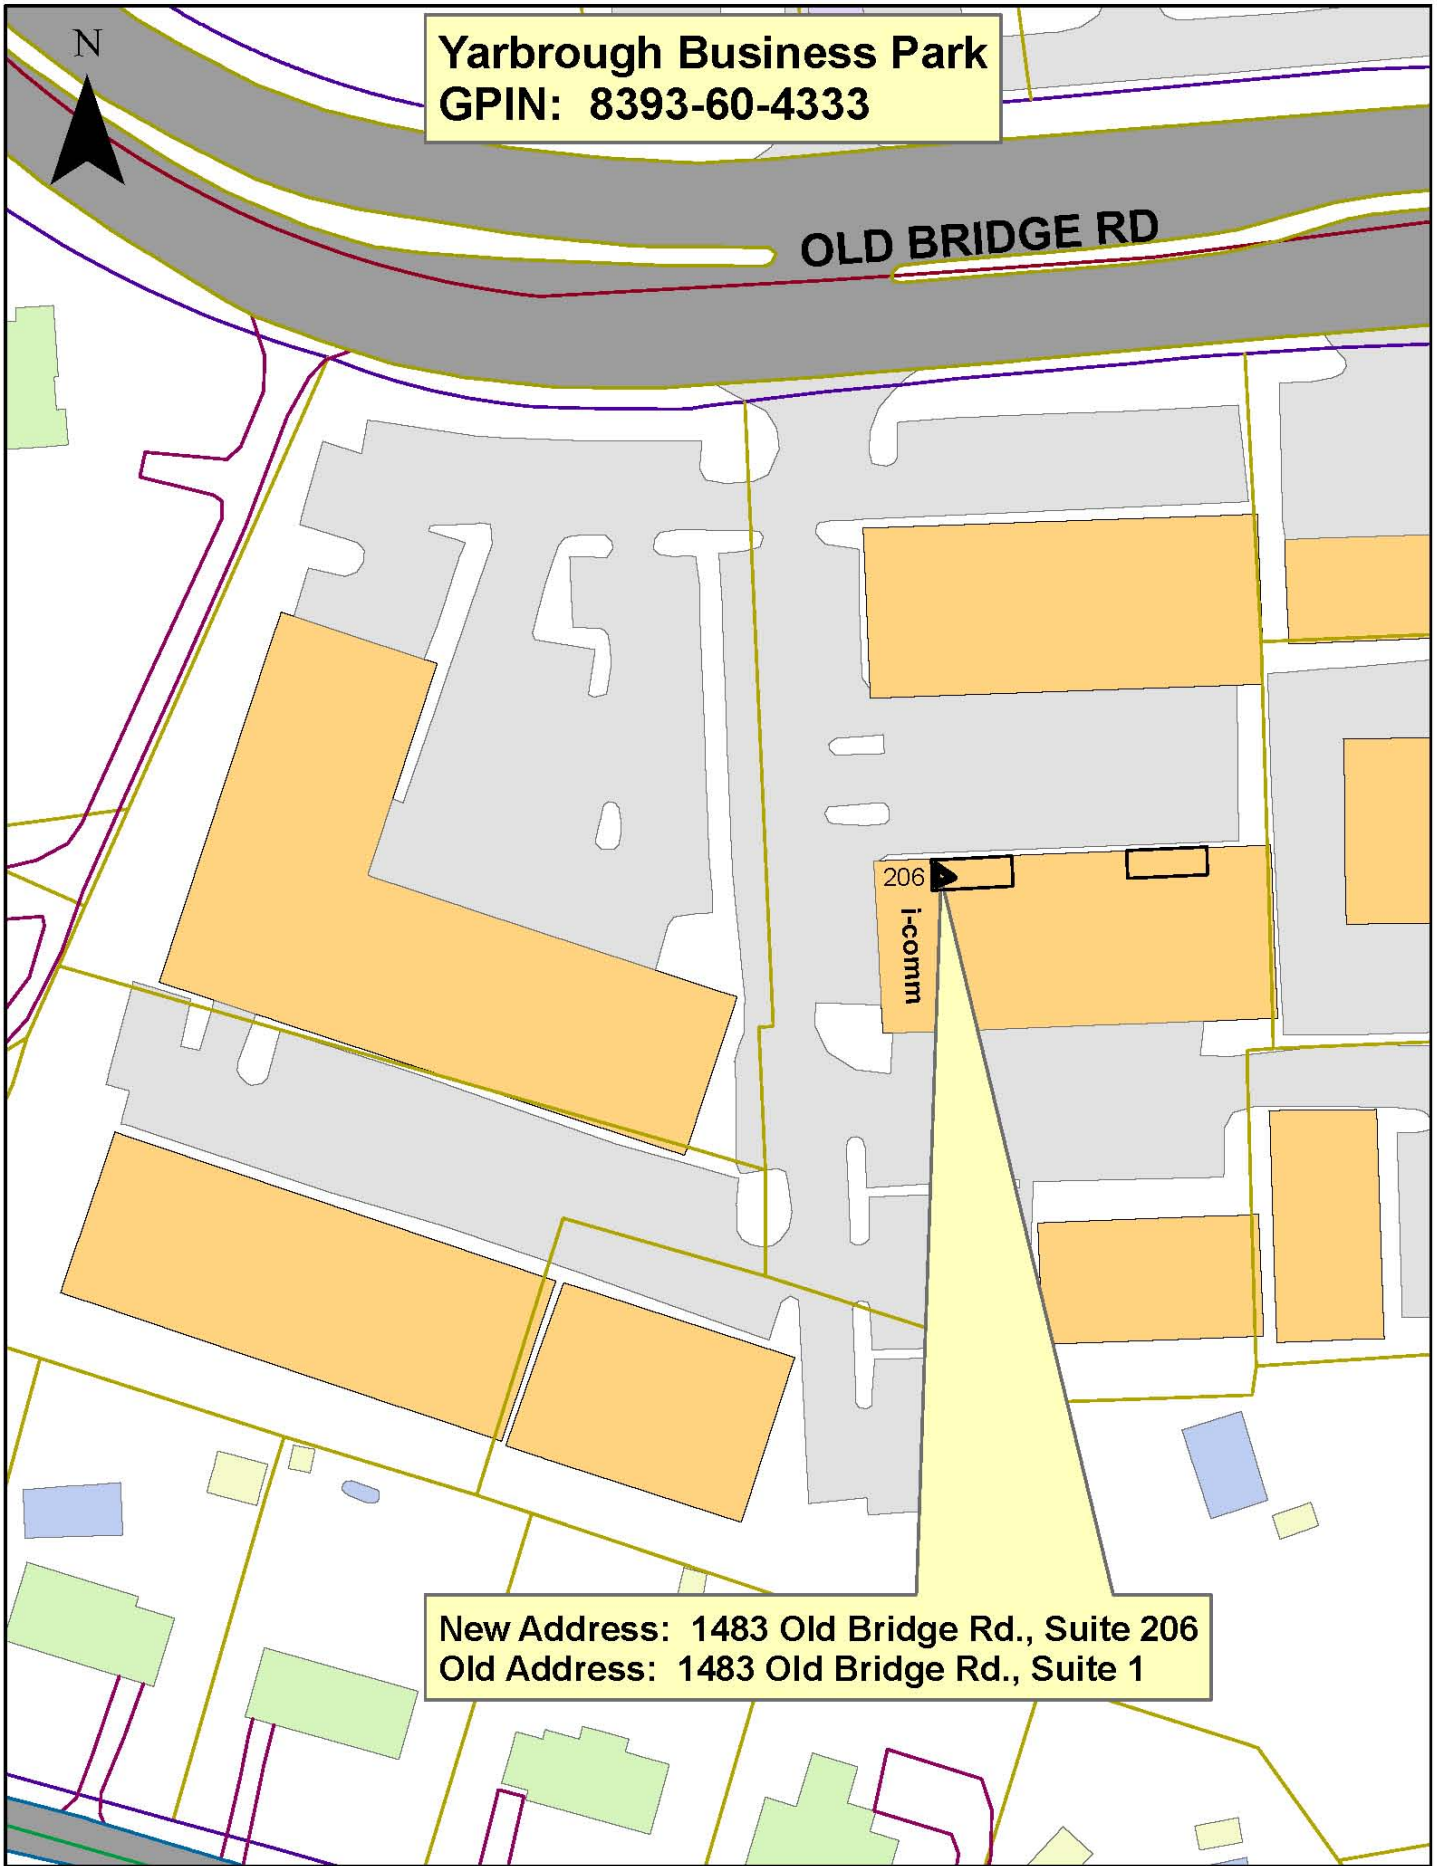 N
Yarbrough Business Park
GPIN: 8393-60-4333
OLD BRIDGE RD
206
i-comm
New Address: 1483 Old Bridge Rd., Suite 206
Old Address: 1483 Old Bridge Rd., Suite 1